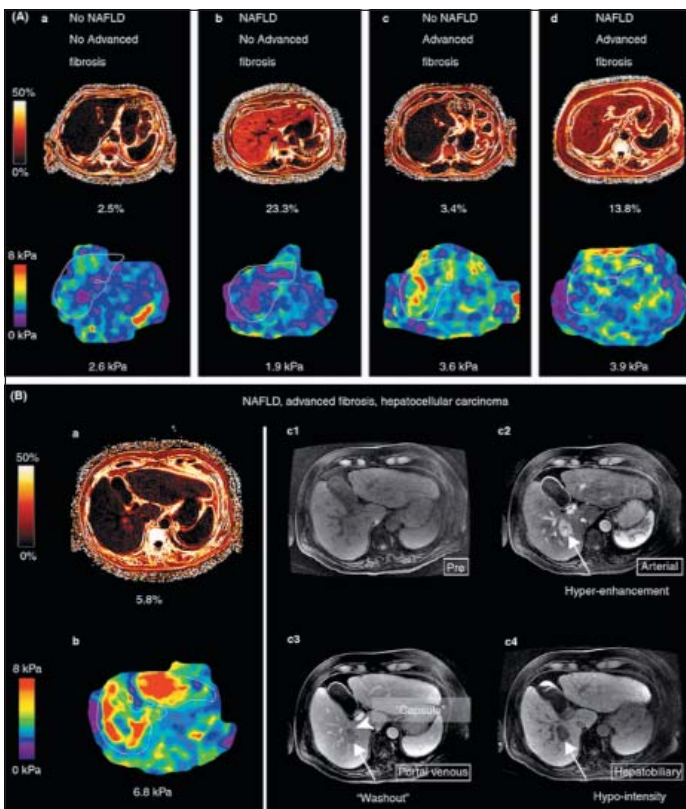 (A)
a
No NAFLD
No Advanced
fibrosis
b
NAFLD
No Advanced
fibrosis
c
No NAFLD
Advanced
fibrosis
d
NAFLD
Advanced
fibrosis
50%
0%
2.5%
23.3%
3.4%
13.8%
8 kPa
0 kPa
2.6 kPa
1.9 kPa
3.6 kPa
3.9 kPa
(B)
NAFLD, advanced fibrosis, hepatocellular carcinoma
a
50%
0%
5.8%
b
8 kPa
0 kPa
6.8 kPa
c1
Pre
c2
Arterial
Hyper-enhancement
c3
"Capsule"
Portal venous
"Washout"
c4
Hepatobiliary
Hypo-intensity